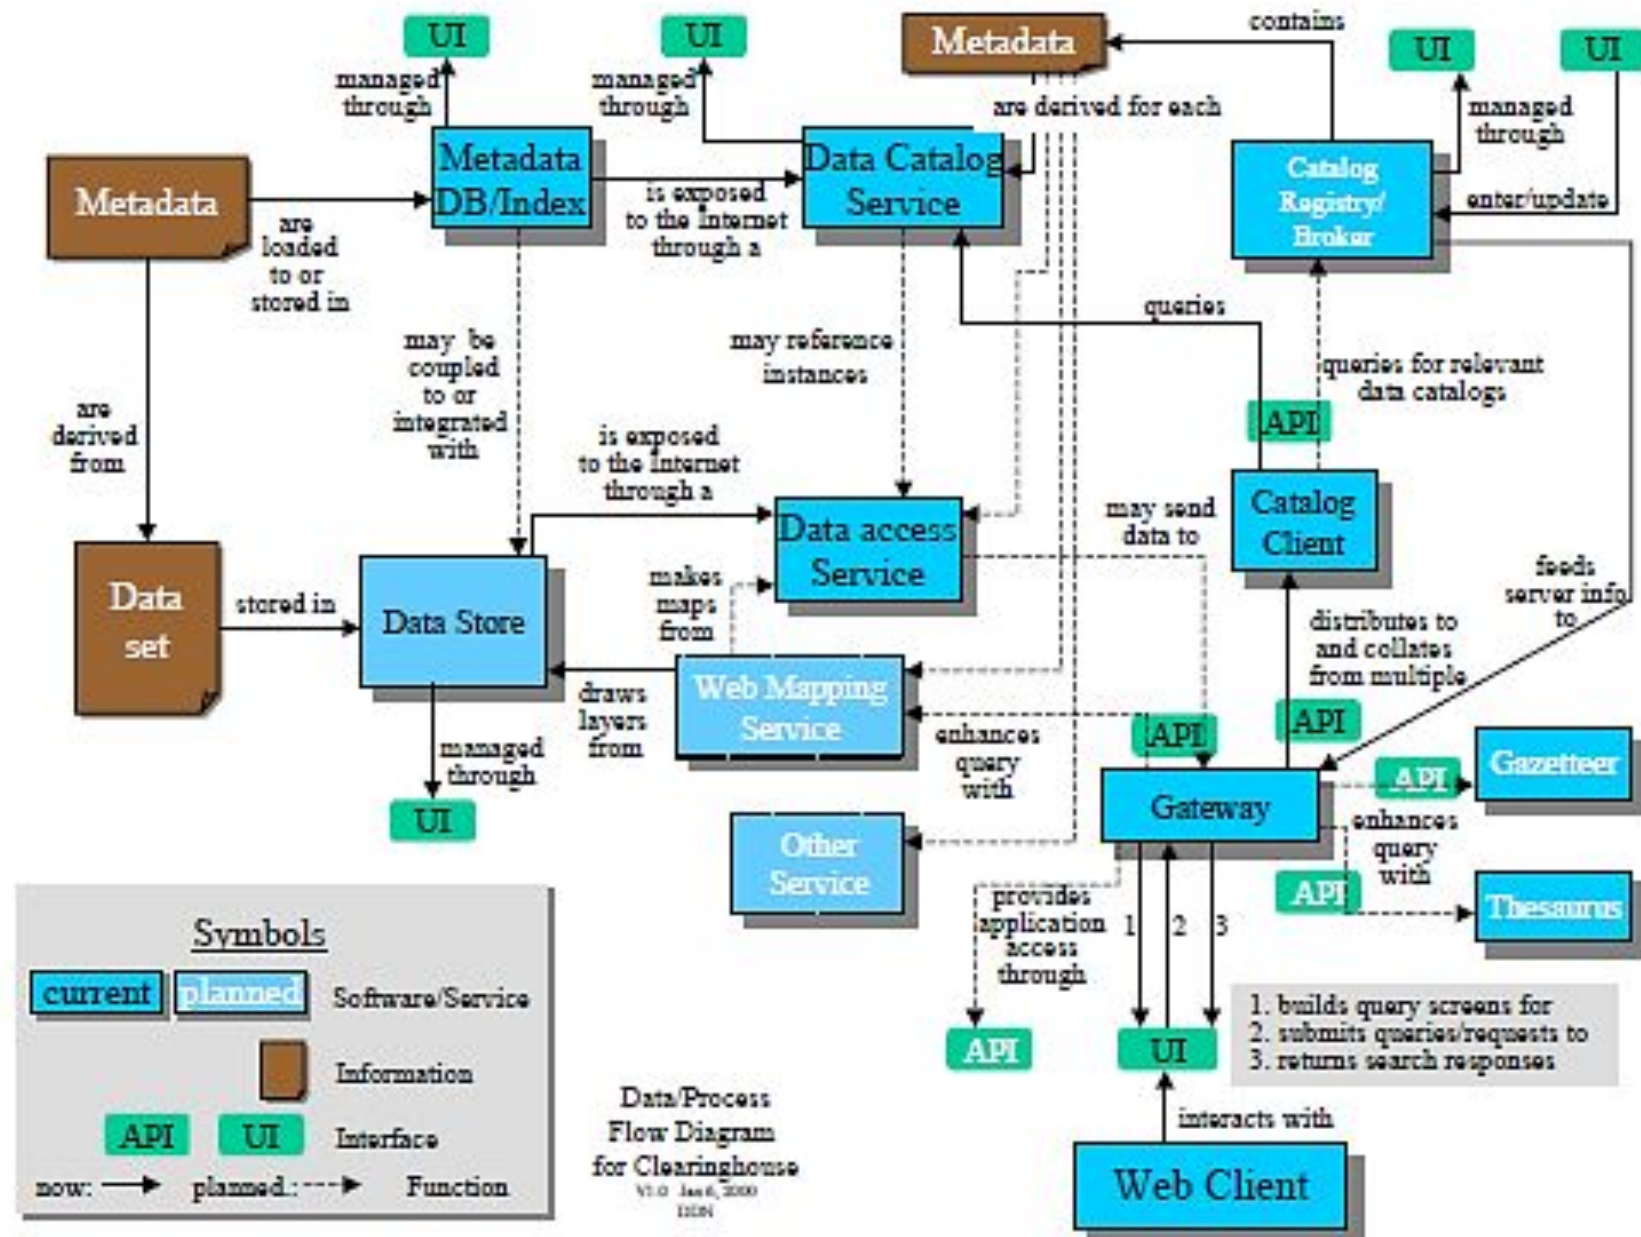 UI
UI
Metadata
contains
UI
UI
managed
through
managed
through
are derived for each
managed
through
Metadata
Metadata
DB/Index
is exposed
to the Internet
through a
Data Catalog
Service
Catalog
Registry/
Broker
enter/update
are
loaded
to or
stored in
queries
may be
coupled
to or
integrated
with
may reference
instances
queries for relevant
data catalogs
are
derived
from
API
is exposed
to the Internet
through a
Catalog
Client
may send
data to
Data access
Service
feeds
server info
to
Data
set
stored in
Data Store
makes
maps
from
distributes to
and collates
from multiple
Web Mapping
Service
draws
layers
from
API
API
enhances
query
with
managed
through
UI
Gateway
API
Gazetteer
enhances
query
with
Other
Service
API
Thesaurus
provides
application
access
through
1
2
3
API
UI
1. builds query screens for
2. submits queries/requests to
3. returns search responses
interacts with
Web Client
Symbols
current
planned
Software/Service
Information
API
UI
Interface
now:
planned:
Function
Data/Process
Flow Diagram
for Clearinghouse
V1.0 Jan 6, 2000